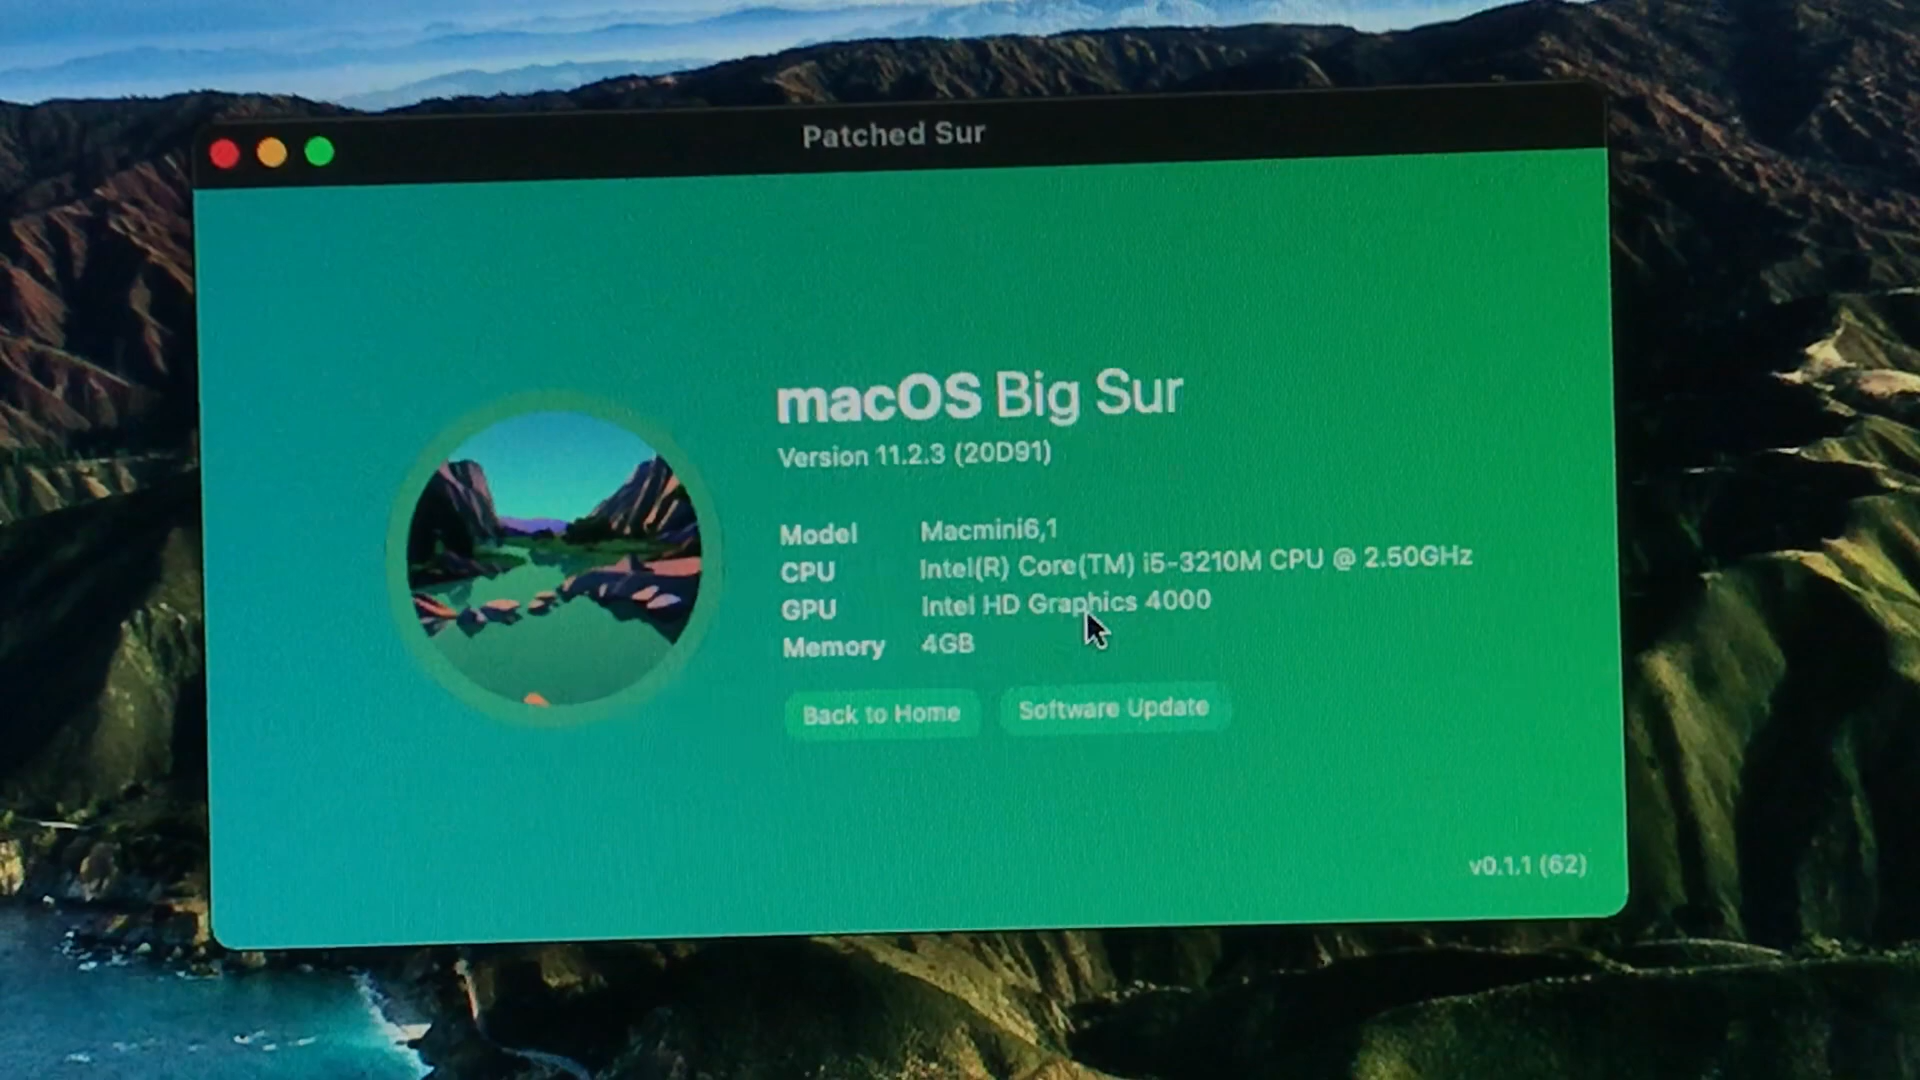 Patched Sur
macOS Big Sur
Version 11.2.3 (20D91)
Model Macmini6,1
CPU Intel(R) Core(TM) i5-3210M CPU @ 2.50GHz
GPU Intel HD Graphics 4000
Memory 4GB
Back to Home Software Update
v0.1.1 (62)